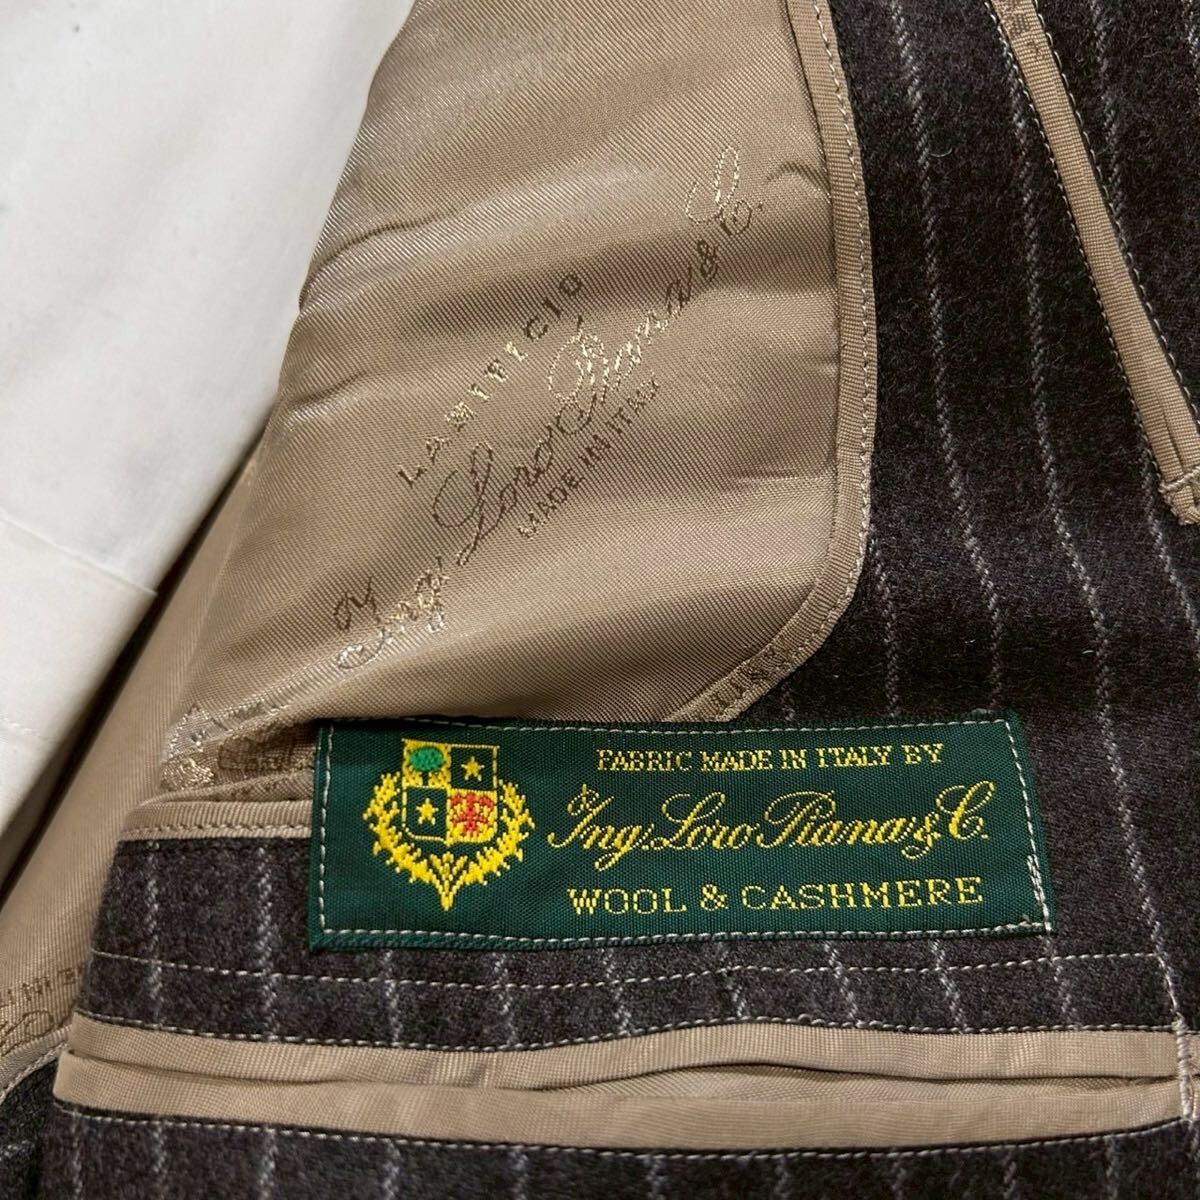 LANIFICIO
Ing. Loro Piana & C.
MADE IN ITALY
FABRIC MADE IN ITALY BY
Ing. Loro Piana & C.
WOOL & CASHMERE